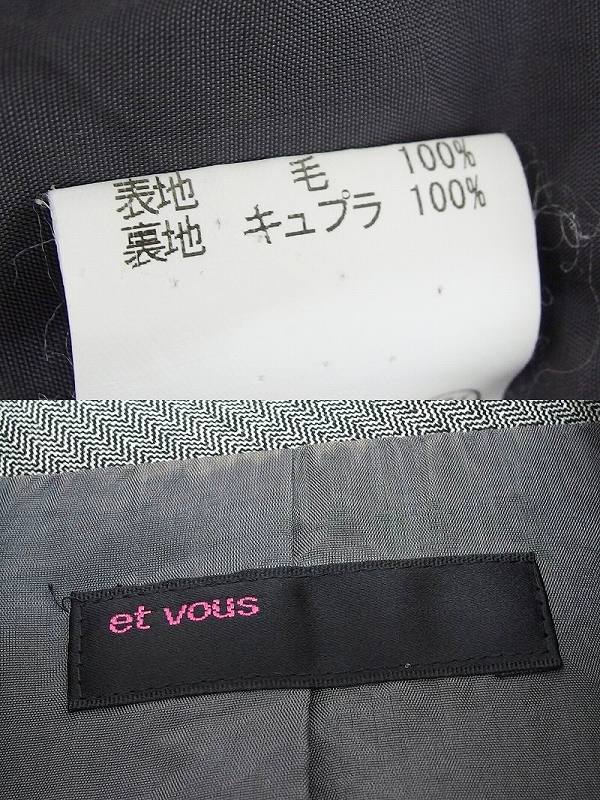 表地 毛 100%
裏地 キュプラ 100%
et vous